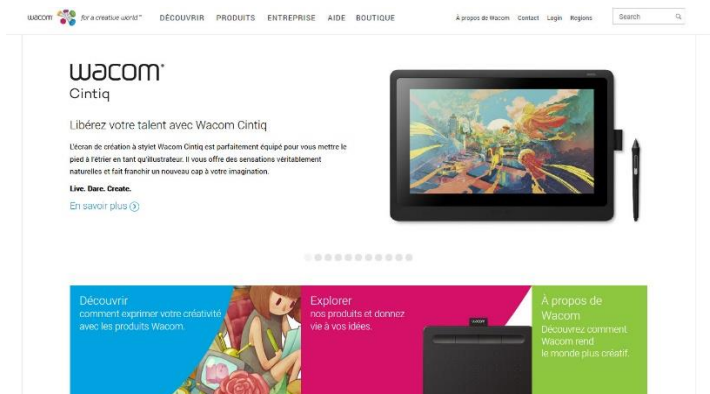 wacom for a creative world™ DÉCOUVRIR PRODUITS ENTREPRISE AIDE BOUTIQUE À propos de Wacom Contact Login Regions Search
wacom®
Cintiq
Libérez votre talent avec Wacom Cintiq
L'écran de création à stylet Wacom Cintiq est parfaitement équipé pour vous mettre le
pied à l'étrier en tant qu'illustrateur. Il vous offre des sensations véritablement
naturelles et fait franchir un nouveau cap à votre imagination.
Live. Dare. Create.
En savoir plus
Découvrir
comment exprimer votre créativité
avec les produits Wacom.
Explorer
nos produits et donnez
vie à vos idées.
wacom
À propos de
Wacom
Découvrez comment
Wacom rend
le monde plus créatif.